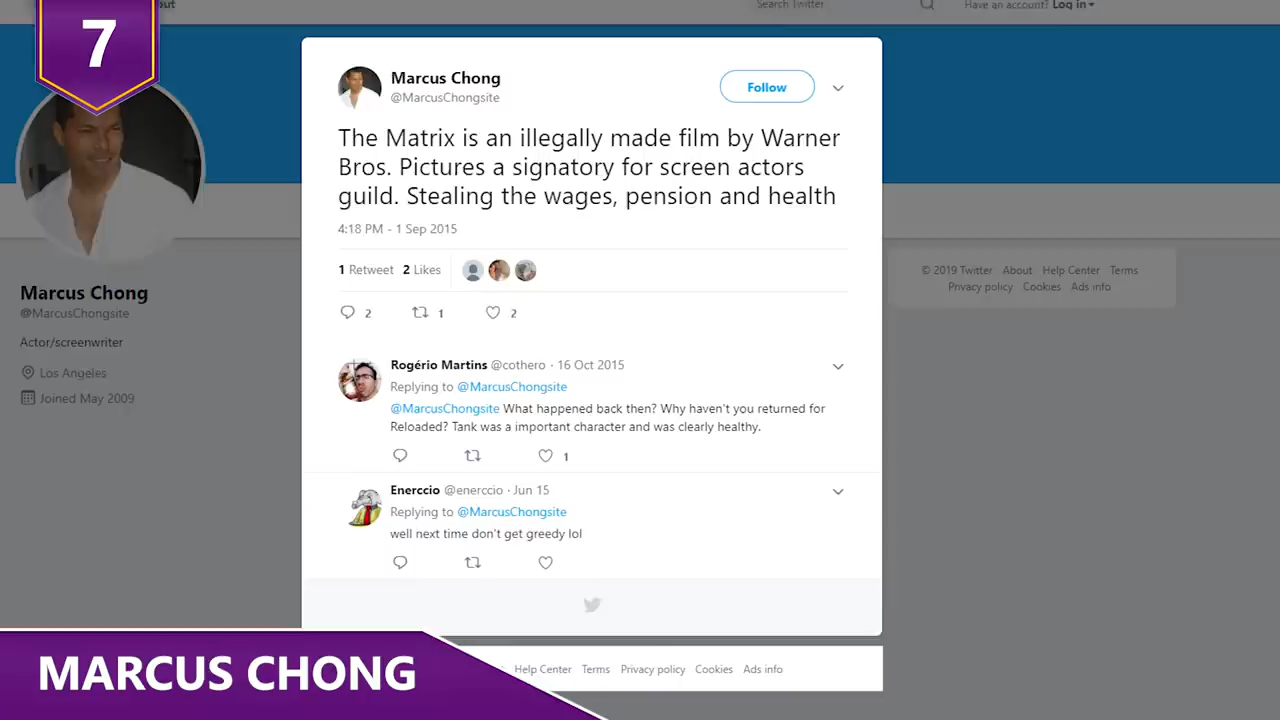 7
out
Search Twitter
Have an account? Log in
Marcus Chong
@MarcusChongsite
Follow
The Matrix is an illegally made film by Warner
Bros. Pictures a signatory for screen actors
guild. Stealing the wages, pension and health
4:18 PM - 1 Sep 2015
1 Retweet 2 Likes
2 1 2
Marcus Chong
@MarcusChongsite
Actor/screenwriter
Los Angeles
Joined May 2009
© 2019 Twitter About Help Center Terms
Privacy policy Cookies Ads info
Rogério Martins @cothero · 16 Oct 2015
Replying to @MarcusChongsite
@MarcusChongsite What happened back then? Why haven't you returned for
Reloaded? Tank was a important character and was clearly healthy.
1
Enerccio @enerccio · Jun 15
Replying to @MarcusChongsite
well next time don't get greedy lol
Help Center Terms Privacy policy Cookies Ads info
MARCUS CHONG